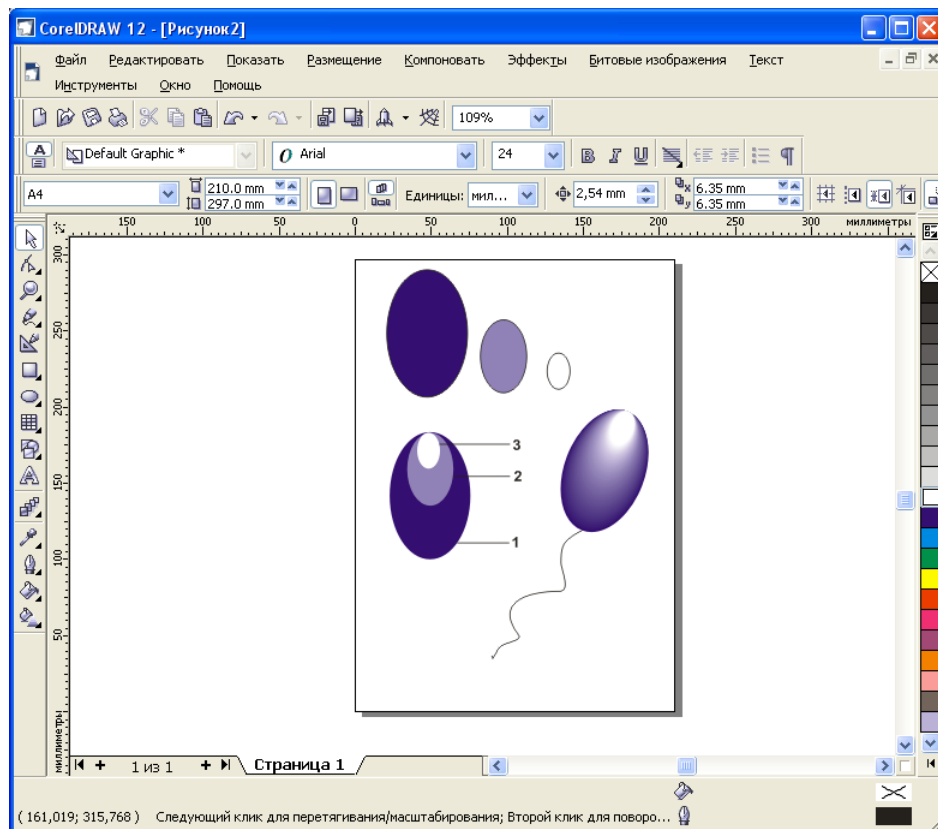 CorelDRAW 12 - [Рисунок2]
Файл Редактировать Показать Размещение Компоновать Эффекты Битовые изображения Текст
Инструменты Окно Помощь
109%
Default Graphic * O Arial 24 B I U
A4 210.0 mm 297.0 mm Единицы: мил... 2,54 mm x 6.35 mm y 6.35 mm
150 100 50 0 50 100 150 200 250 300 миллиметры
300
250
200
150
100
50
миллиметры
3
2
1
1 из 1 Страница 1
( 161,019; 315,768 ) Следующий клик для перетягивания/масштабирования; Второй клик для поворо...